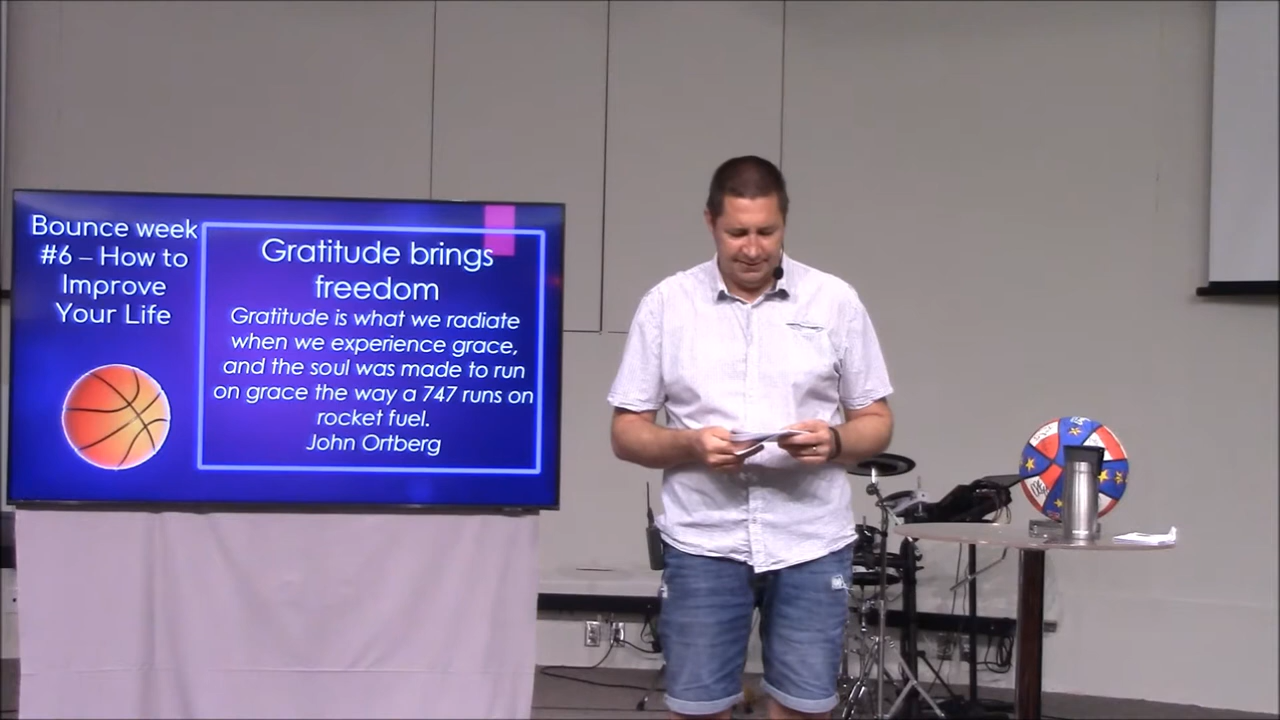 Bounce week
#6 – How to
Improve
Your Life
Gratitude brings
freedom
Gratitude is what we radiate
when we experience grace,
and the soul was made to run
on grace the way a 747 runs on
rocket fuel.
John Ortberg